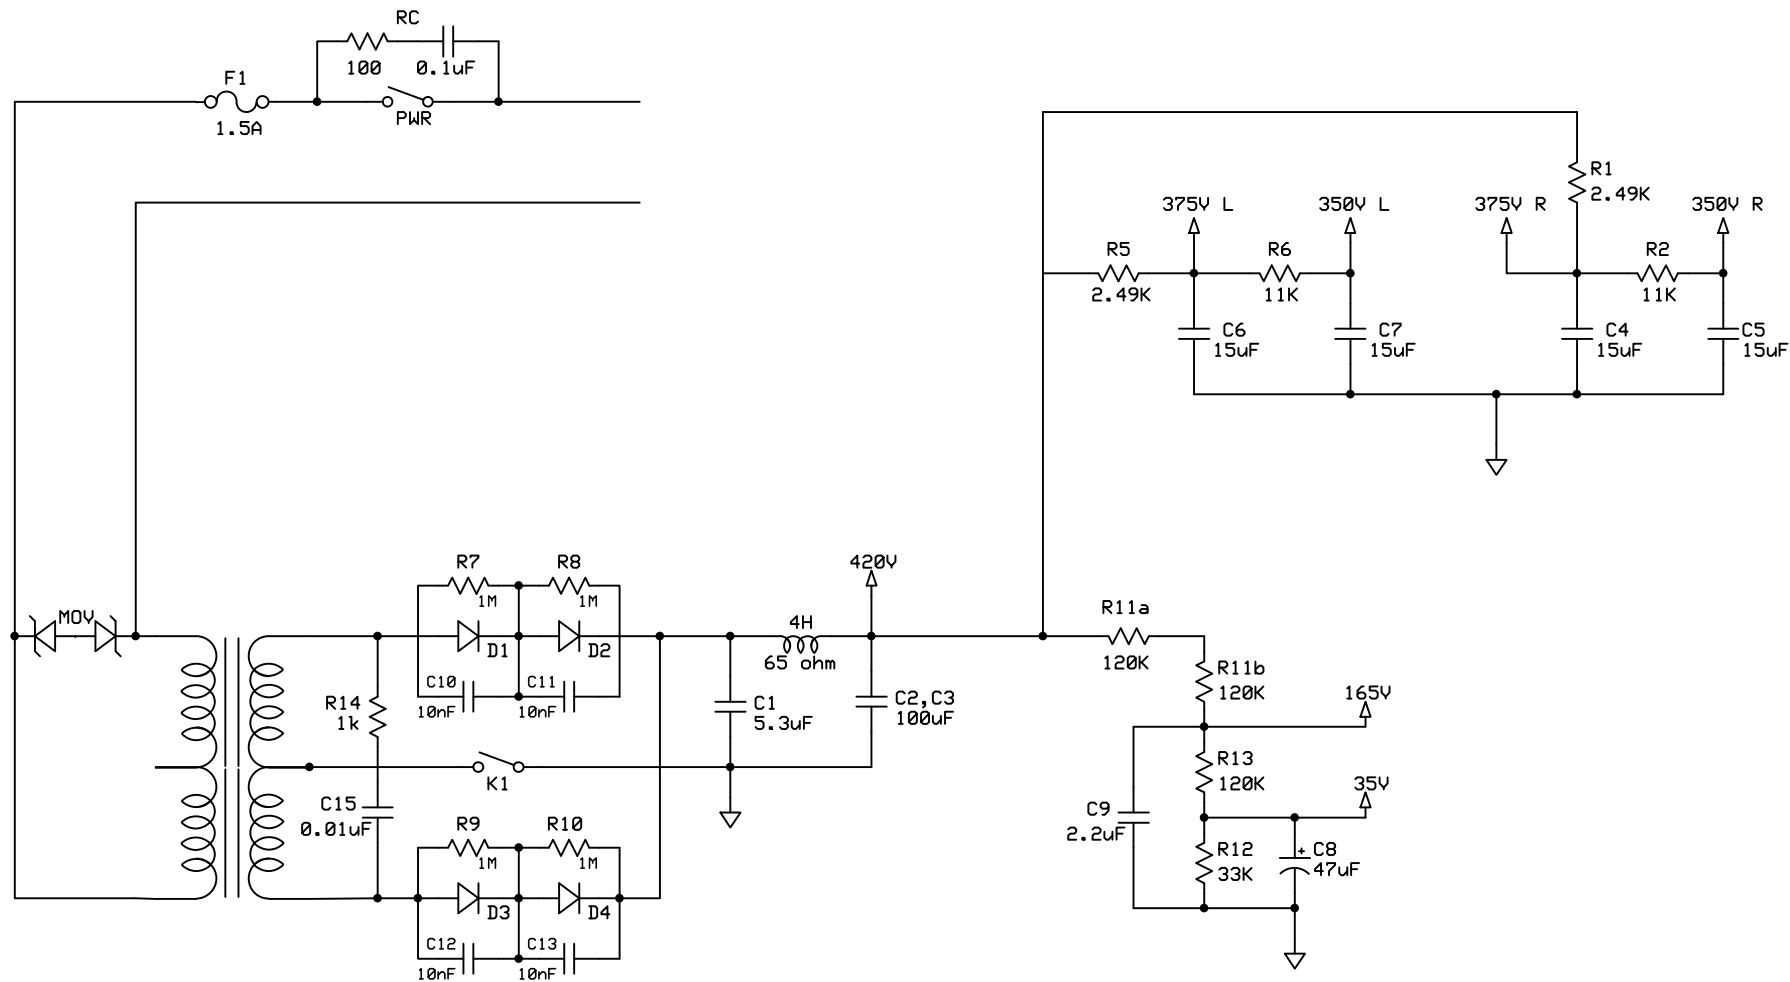 RC
100
0.1uF
F1
1.5A
PWR
R1
2.49K
375V L
350V L
375V R
350V R
R5
2.49K
R6
11K
R2
11K
C6
15uF
C7
15uF
C4
15uF
C5
15uF
MOV
R7
1M
R8
1M
D1
D2
C10
10nF
C11
10nF
R14
1k
K1
C15
0.01uF
R9
1M
R10
1M
D3
D4
C12
10nF
C13
10nF
4H
65 ohm
420V
C1
5.3uF
C2,C3
100uF
R11a
120K
R11b
120K
165V
R13
120K
35V
C9
2.2uF
R12
33K
+
C8
47uF